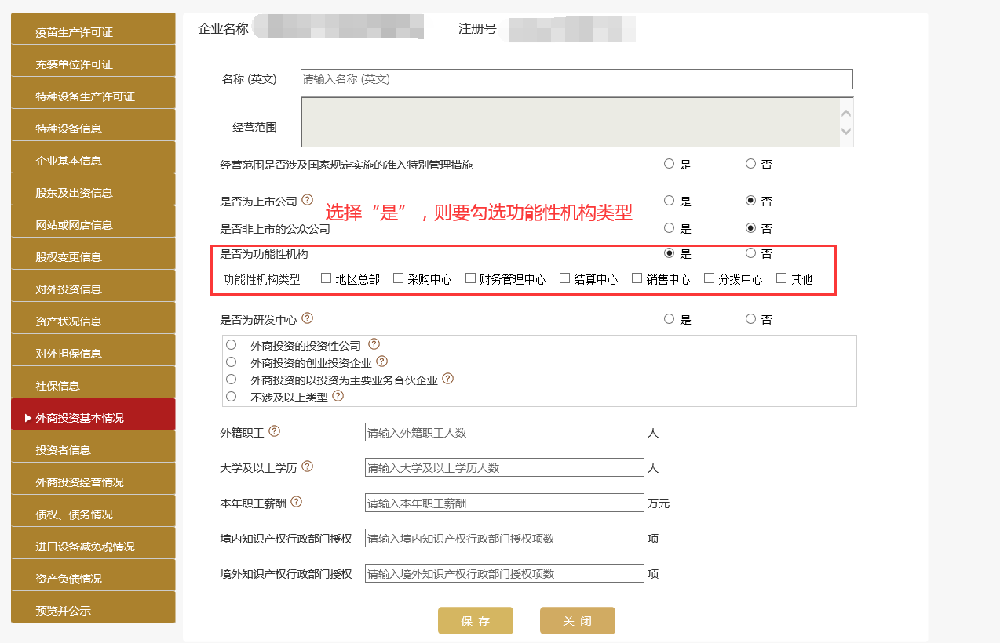 疫苗生产许可证
充装单位许可证
特种设备生产许可证
特种设备信息
企业基本信息
股东及出资信息
网站或网店信息
股权变更信息
对外投资信息
资产状况信息
对外担保信息
社保信息
外商投资基本情况
投资者信息
外商投资经营情况
债权、债务情况
进口设备减免税情况
资产负债情况
预览并公示
企业名称 注册号
名称 (英文) 请输入名称 (英文)
经营范围
经营范围是否涉及国家规定实施的准入特别管理措施 是 否
是否为上市公司 ? 是 否
选择“是”,则要勾选功能性机构类型
是否非上市的公众公司 是 否
是否为功能性机构 是 否
功能性机构类型 地区总部 采购中心 财务管理中心 结算中心 销售中心 分拨中心 其他
是否为研发中心 ? 是 否
外商投资的投资性公司 ?
外商投资的创业投资企业 ?
外商投资的以投资为主要业务合伙企业 ?
不涉及以上类型 ?
外籍职工 ? 请输入外籍职工人数 人
大学及以上学历 ? 请输入大学及以上学历人数 人
本年职工薪酬 ? 请输入本年职工薪酬 万元
境内知识产权行政部门授权 请输入境内知识产权行政部门授权项数 项
境外知识产权行政部门授权 请输入境外知识产权行政部门授权项数 项
保 存 关 闭